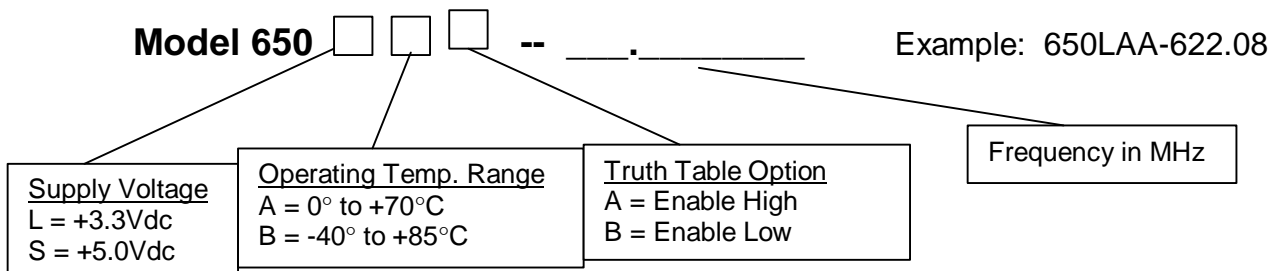 Model 650 □ □ □ -- ___.________ Example: 650LAA-622.08
Supply Voltage
L = +3.3Vdc
S = +5.0Vdc
Operating Temp. Range
A = 0° to +70°C
B = -40° to +85°C
Truth Table Option
A = Enable High
B = Enable Low
Frequency in MHz